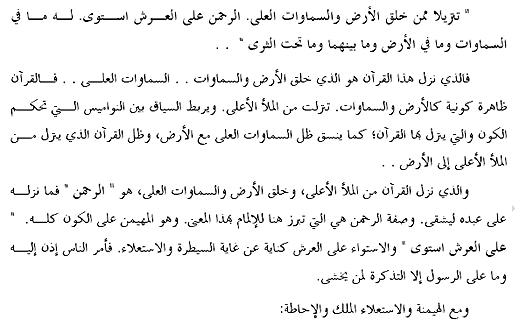 " تنزيلا ممن خلق الأرض والسماوات العلى. الرحمن على العرش استوى. له ما في
السماوات وما في الأرض وما بينهما وما تحت الثرى " . .
فالذي نزل هذا القرآن هو الذي خلق الأرض والسماوات . . السماوات العلى . . فالقرآن
ظاهرة كونية كالأرض والسماوات. تنزلت من الملأ الأعلى. ويربط السياق بين النواميس التي تحكم
الكون والتي ينزل بها القرآن؛ كما ينسق ظل السماوات العلى مع الأرض، وظل القرآن الذي ينزل من
الملأ الأعلى إلى الأرض . .
والذي نزل القرآن من الملأ الأعلى، وخلق الأرض والسماوات العلى، هو " الرحمن " فما نزله
على عبده ليشقى. وصفة الرحمن هي التي تبرز هنا للإلمام بهذا المعنى. وهو المهيمن على الكون كله. "
على العرش استوى " والاستواء على العرش كناية عن غاية السيطرة والاستعلاء. فأمر الناس إذن إليه
وما على الرسول إلا التذكرة لمن يخشى.
ومع الهيمنة والاستعلاء الملك والإحاطة: